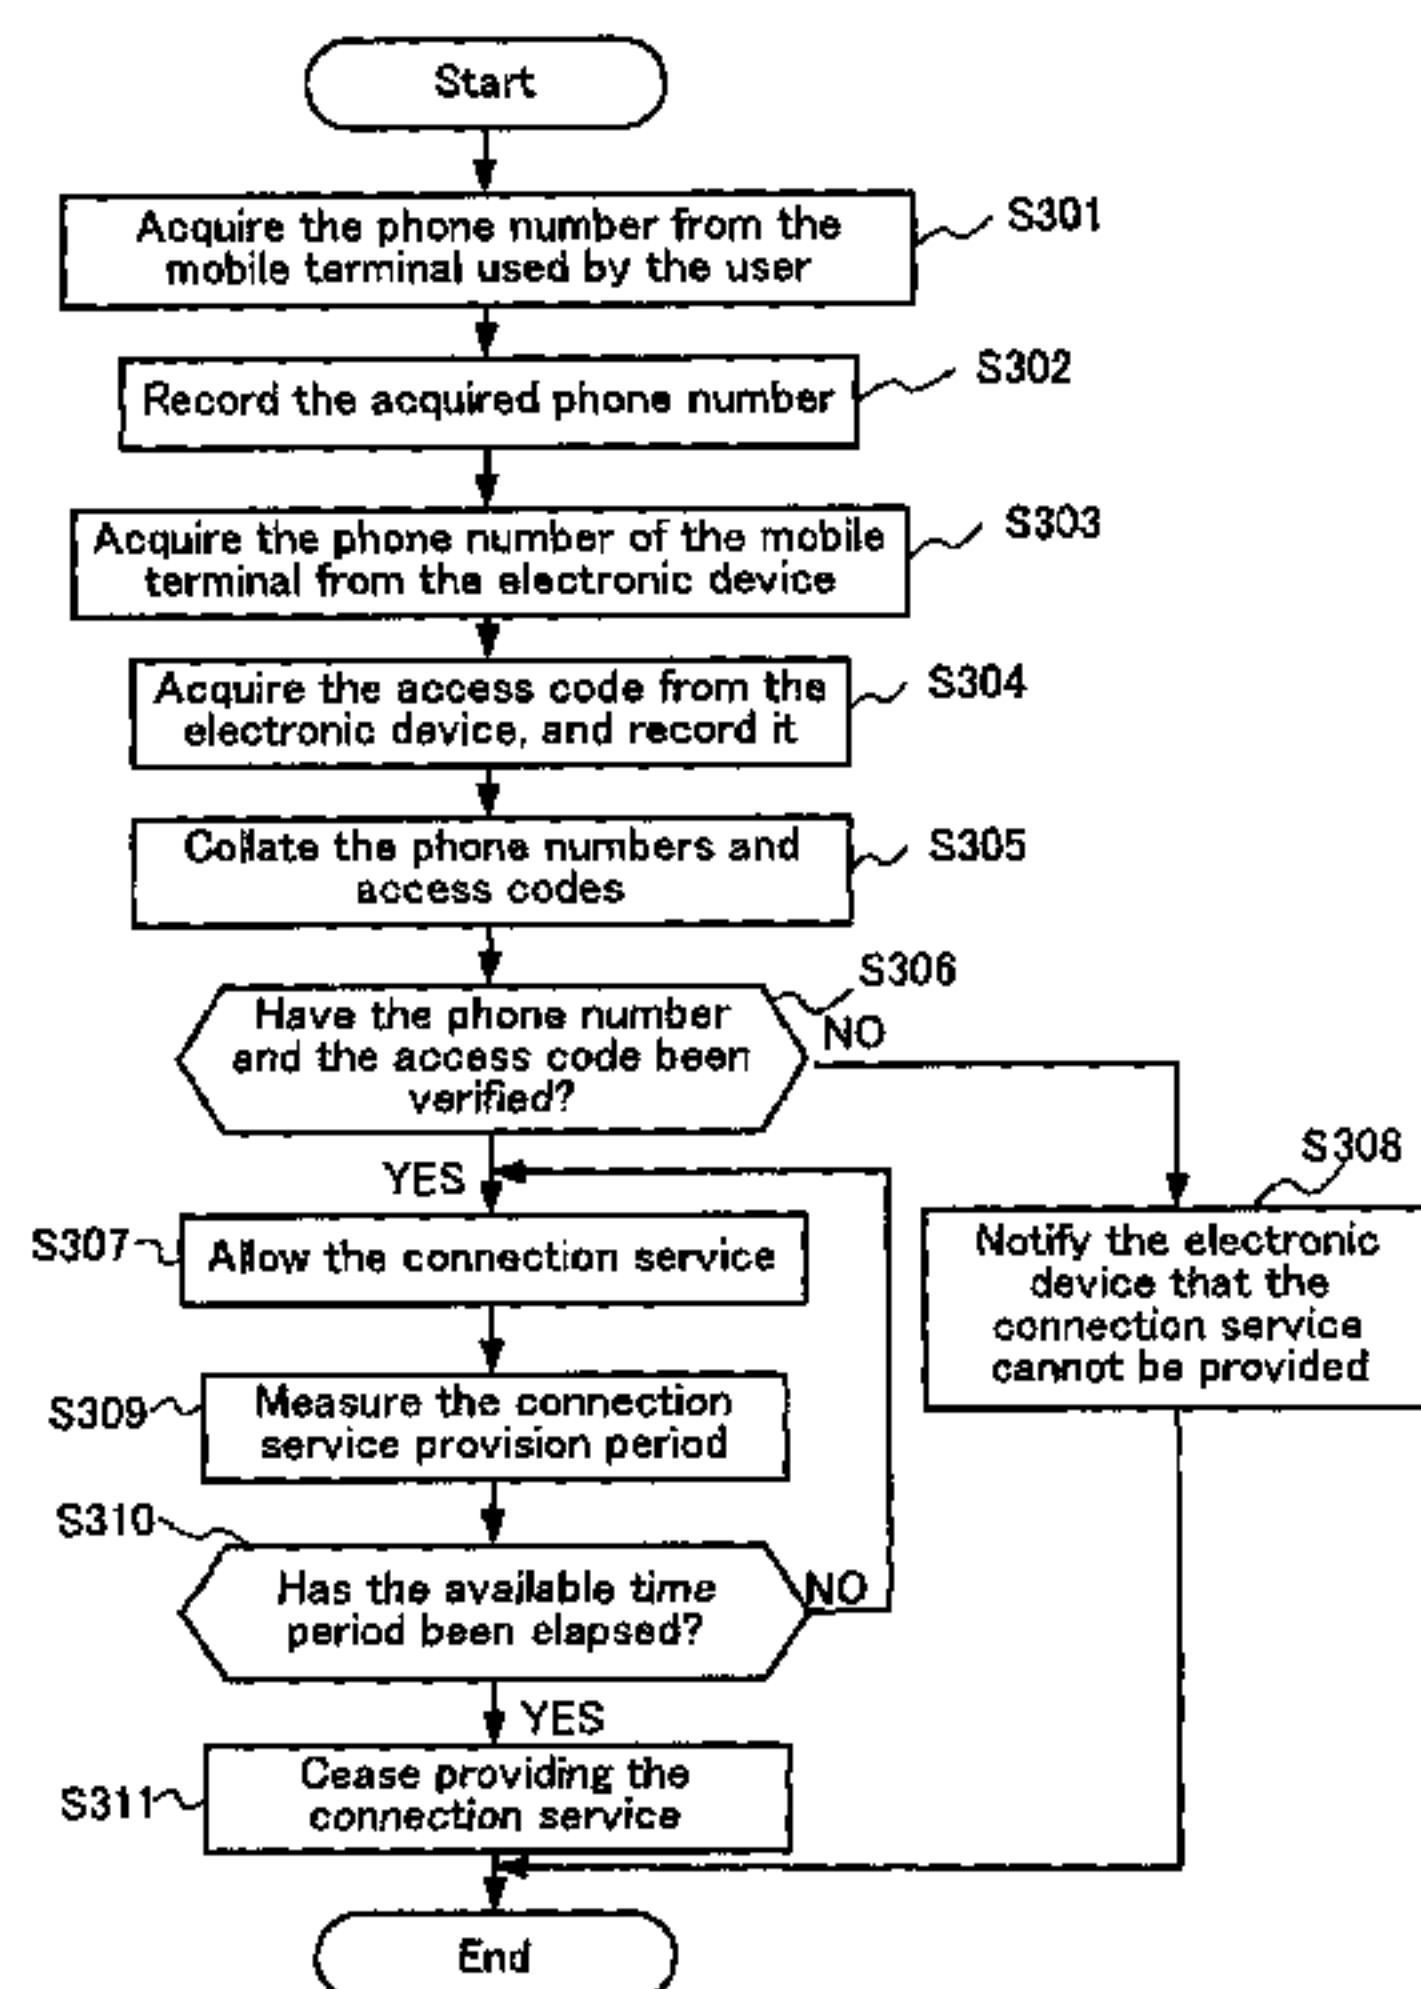 Start
Acquire the phone number from the
mobile terminal used by the user
S301
Record the acquired phone number
S302
Acquire the phone number of the mobile
terminal from the electronic device
S303
Acquire the access code from the
electronic device, and record it
S304
Collate the phone numbers and
access codes
S305
S306
Have the phone number
and the access code been
verified?
NO
YES
S307
Allow the connection service
S308
Notify the electronic
device that the
connection service
cannot be provided
S309
Measure the connection
service provision period
S310
Has the available time
period been elapsed?
NO
YES
S311
Cease providing the
connection service
End